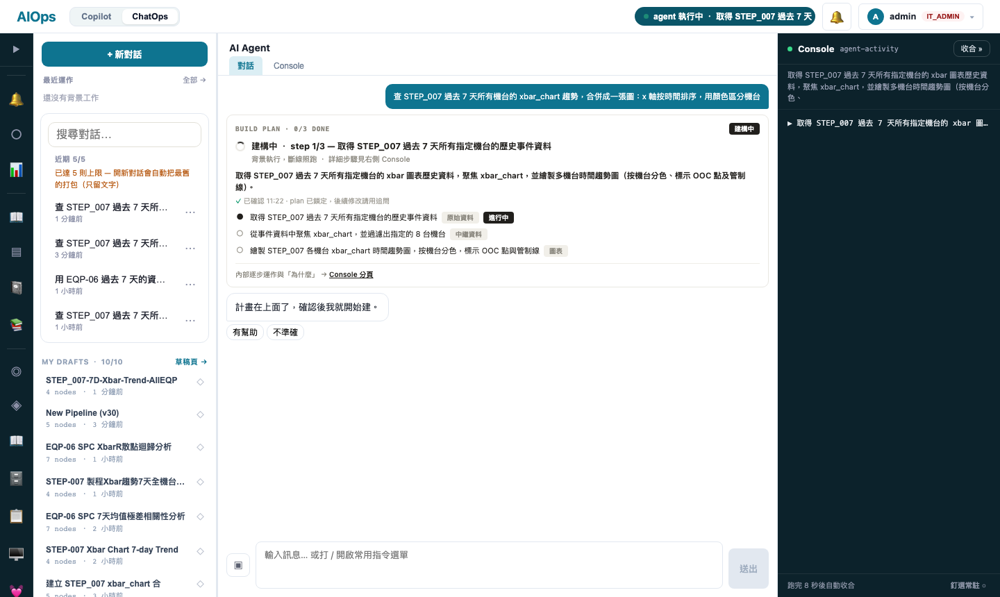 AIOps
Copilot
ChatOps
agent 執行中 · 取得 STEP_007 過去 7 天
A
admin
IT_ADMIN
+ 新對話
最近運作
全部 →
還沒有背景工作
搜尋對話…
近期 5/5
已達 5 則上限 — 開新對話會自動把最舊
的打包（只留文字）
查 STEP_007 過去 7 天所…
1 分鐘前
查 STEP_007 過去 7 天所…
3 分鐘前
用 EQP-06 過去 7 天的資…
1 小時前
查 STEP_007 過去 7 天所…
1 小時前
MY DRAFTS · 10/10
草稿頁 →
STEP_007-7D-Xbar-Trend-AllEQP
4 nodes · 1 分鐘前
New Pipeline (v30)
5 nodes · 3 分鐘前
EQP-06 SPC XbarR散點迴歸分析
7 nodes · 1 小時前
STEP-007 製程Xbar趨勢7天全機台…
4 nodes · 1 小時前
EQP-06 SPC 7天均值極差相關性分析
7 nodes · 2 小時前
STEP-007 Xbar Chart 7-day Trend
4 nodes · 2 小時前
建立 STEP_007 xbar_chart 合
5 nodes · 3 小時前
AI Agent
對話
Console
查 STEP_007 過去 7 天所有機台的 xbar_chart 趨勢，合併成一張圖：x 軸按時間排序，用顏色區分機台
BUILD PLAN · 0/3 DONE
建構中
建構中 · step 1/3 — 取得 STEP_007 過去 7 天所有指定機台的歷史事件資料
背景執行，斷線照跑 · 詳細步驟見右側 Console
取得 STEP_007 過去 7 天所有指定機台的 xbar 圖表歷史資料，聚焦 xbar_chart，並繪製多機台時間趨勢圖（按機台分色、標示 OOC 點及管制
線）。
✓ 已確認 11:22 · plan 已鎖定，後續修改請用追問
取得 STEP_007 過去 7 天所有指定機台的歷史事件資料 原始資料 進行中
從事件資料中聚焦 xbar_chart，並過濾出指定的 8 台機台 中繼資料
繪製 STEP_007 各機台 xbar_chart 時間趨勢圖，按機台分色，標示 OOC 點與管制線 圖表
內部逐步運作與「為什麼」 → Console 分頁
計畫在上面了，確認後我就開始建。
有幫助
不準確
輸入訊息... 或打 / 開啟常用指令選單
送出
Console agent-activity
收合 »
取得 STEP_007 過去 7 天所有指定機台的 xbar 圖表歷史資
料，聚焦 xbar_chart，並繪製多機台時間趨勢圖（按機台分
色、
▶ 取得 STEP_007 過去 7 天所有指定機台的 xbar 圖…
跑完 8 秒後自動收合
釘選常駐 ○